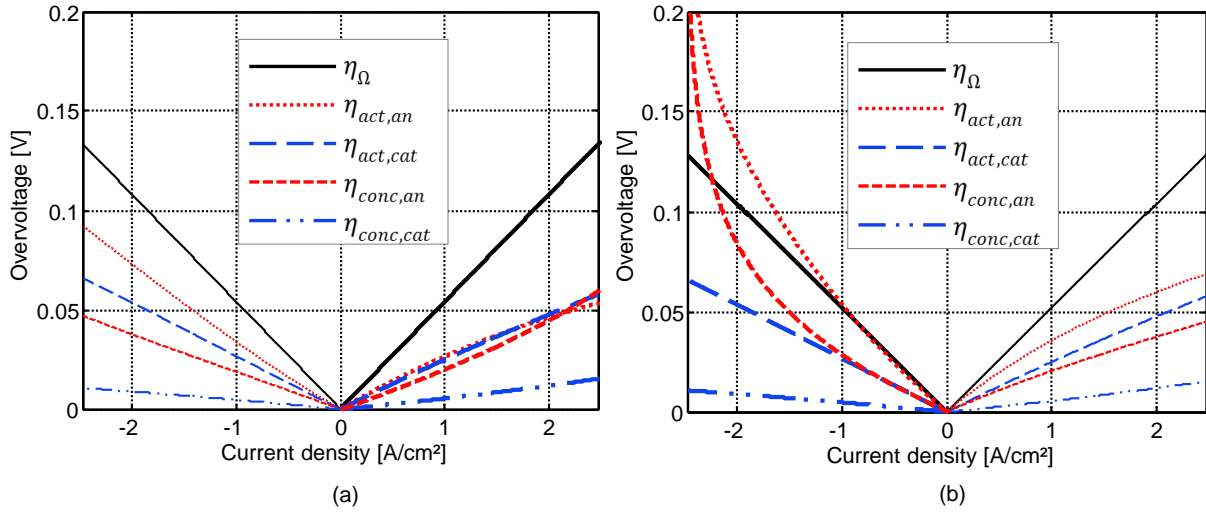 0.2
0.15
0.1
0.05
0
Overvoltage [V]
-2 -1 0 1 2
Current density [A/cm²]
η_Ω
η_act,an
η_act,cat
η_conc,an
η_conc,cat
(a)
0.2
0.15
0.1
0.05
0
Overvoltage [V]
-2 -1 0 1 2
Current density [A/cm²]
η_Ω
η_act,an
η_act,cat
η_conc,an
η_conc,cat
(b)